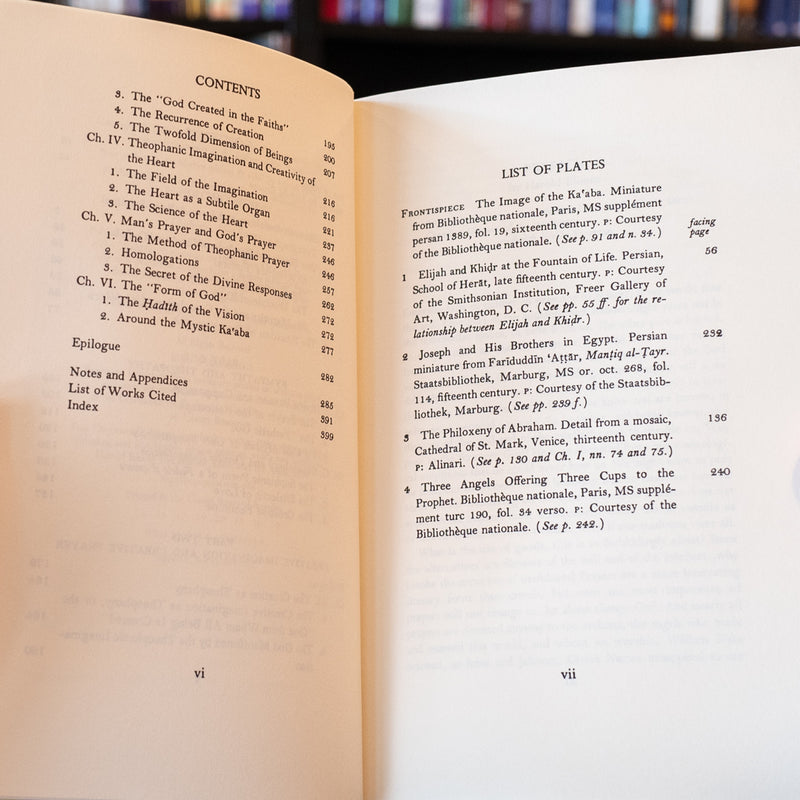 CONTENTS
3. The "God Created in the Faiths" 195
4. The Recurrence of Creation 200
5. The Twofold Dimension of Beings 207
Ch. IV. Theophanic Imagination and Creativity of
the Heart 216
1. The Field of the Imagination 216
2. The Heart as a Subtile Organ 221
3. The Science of the Heart 237
Ch. V. Man's Prayer and God's Prayer 246
1. The Method of Theophanic Prayer 246
2. Homologations 257
3. The Secret of the Divine Responses 262
Ch. VI. The "Form of God" 272
1. The Ḥadīth of the Vision 272
2. Around the Mystic Kaʿaba 277
Epilogue 282
Notes and Appendices 285
List of Works Cited 391
Index 399
vi
LIST OF PLATES
facing
page
FRONTISPIECE The Image of the Kaʿaba. Miniature
from Bibliothèque nationale, Paris, MS supplément
persan 1389, fol. 19, sixteenth century. P: Courtesy
of the Bibliothèque nationale. (See p. 91 and n. 34.)
1 Elijah and Khiḍr at the Fountain of Life. Persian, 56
School of Herāt, late fifteenth century. P: Courtesy
of the Smithsonian Institution, Freer Gallery of
Art, Washington, D. C. (See pp. 55 ff. for the re-
lationship between Elijah and Khiḍr.)
2 Joseph and His Brothers in Egypt. Persian 232
miniature from Farīduddīn ʿAṭṭār, Manṭiq al-Ṭayr.
Staatsbibliothek, Marburg, MS or. oct. 268, fol.
114, fifteenth century. P: Courtesy of the Staatsbib-
liothek, Marburg. (See pp. 239 f.)
3 The Philoxeny of Abraham. Detail from a mosaic, 136
Cathedral of St. Mark, Venice, thirteenth century.
P: Alinari. (See p. 130 and Ch. I, nn. 74 and 75.)
4 Three Angels Offering Three Cups to the 240
Prophet. Bibliothèque nationale, Paris, MS supplé-
ment turc 190, fol. 34 verso. P: Courtesy of the
Bibliothèque nationale. (See p. 242.)
vii